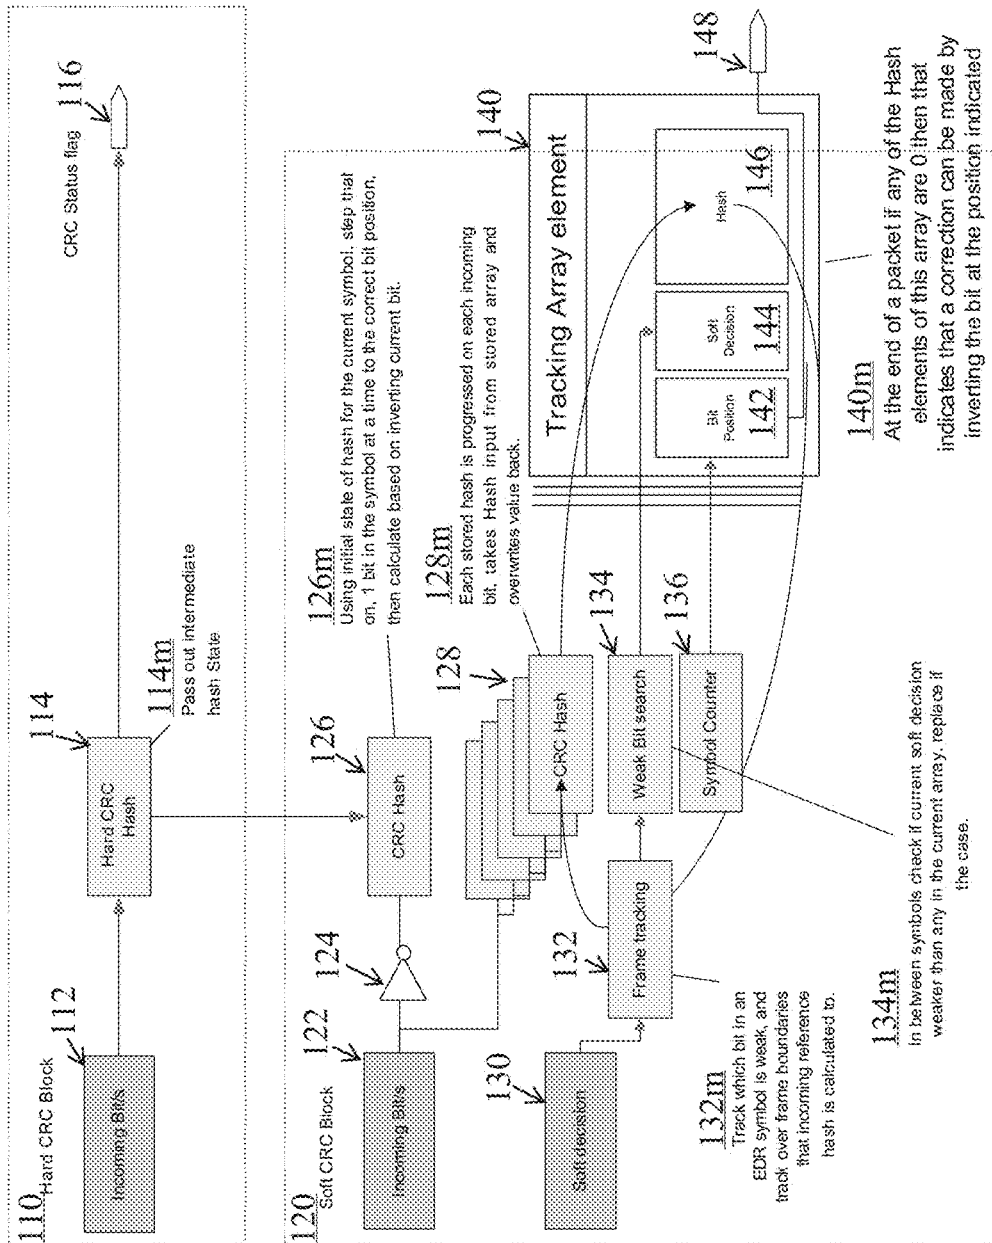 110
Hard CRC Block
112
Incoming Bit/s
114
Hard CRC
Hash
114m
Pass out intermediate
hash State
CRC Status flag
116
120
Soft CRC Block
122
Incoming Bit/s
124
126
CRC Hash
126m
Using initial state of hash for the current symbol, step that
on, 1 bit in the symbol at a time to the correct bit position,
then calculate based on inverting current bit.
128
CRC Hash
128m
Each stored hash is progressed on each incoming
bit, takes Hash input from stored array and
overwrites value back.
130
Soft decision
132
Frame tracking
132m
Track which bit in an
EDR symbol is weak, and
track over frame boundaries
that incoming reference
hash is calculated to.
134
Weak Bit search
134m
In between symbols check if current soft decision
weaker than any in the current array, replace if
the case.
136
Symbol Counter
140
Tracking Array element
Bit
Position
142
Soft
Decision
144
Hash
146
148
140m
At the end of a packet if any of the Hash
elements of this array are 0 then that
indicates that a correction can be made by
inverting the bit at the position indicated